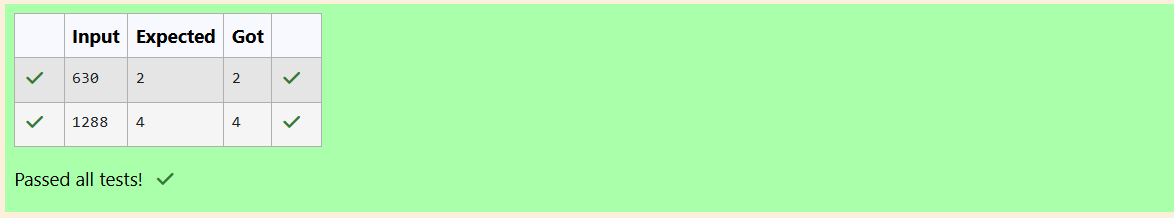 Input Expected Got
630 2 2
1288 4 4
Passed all tests!